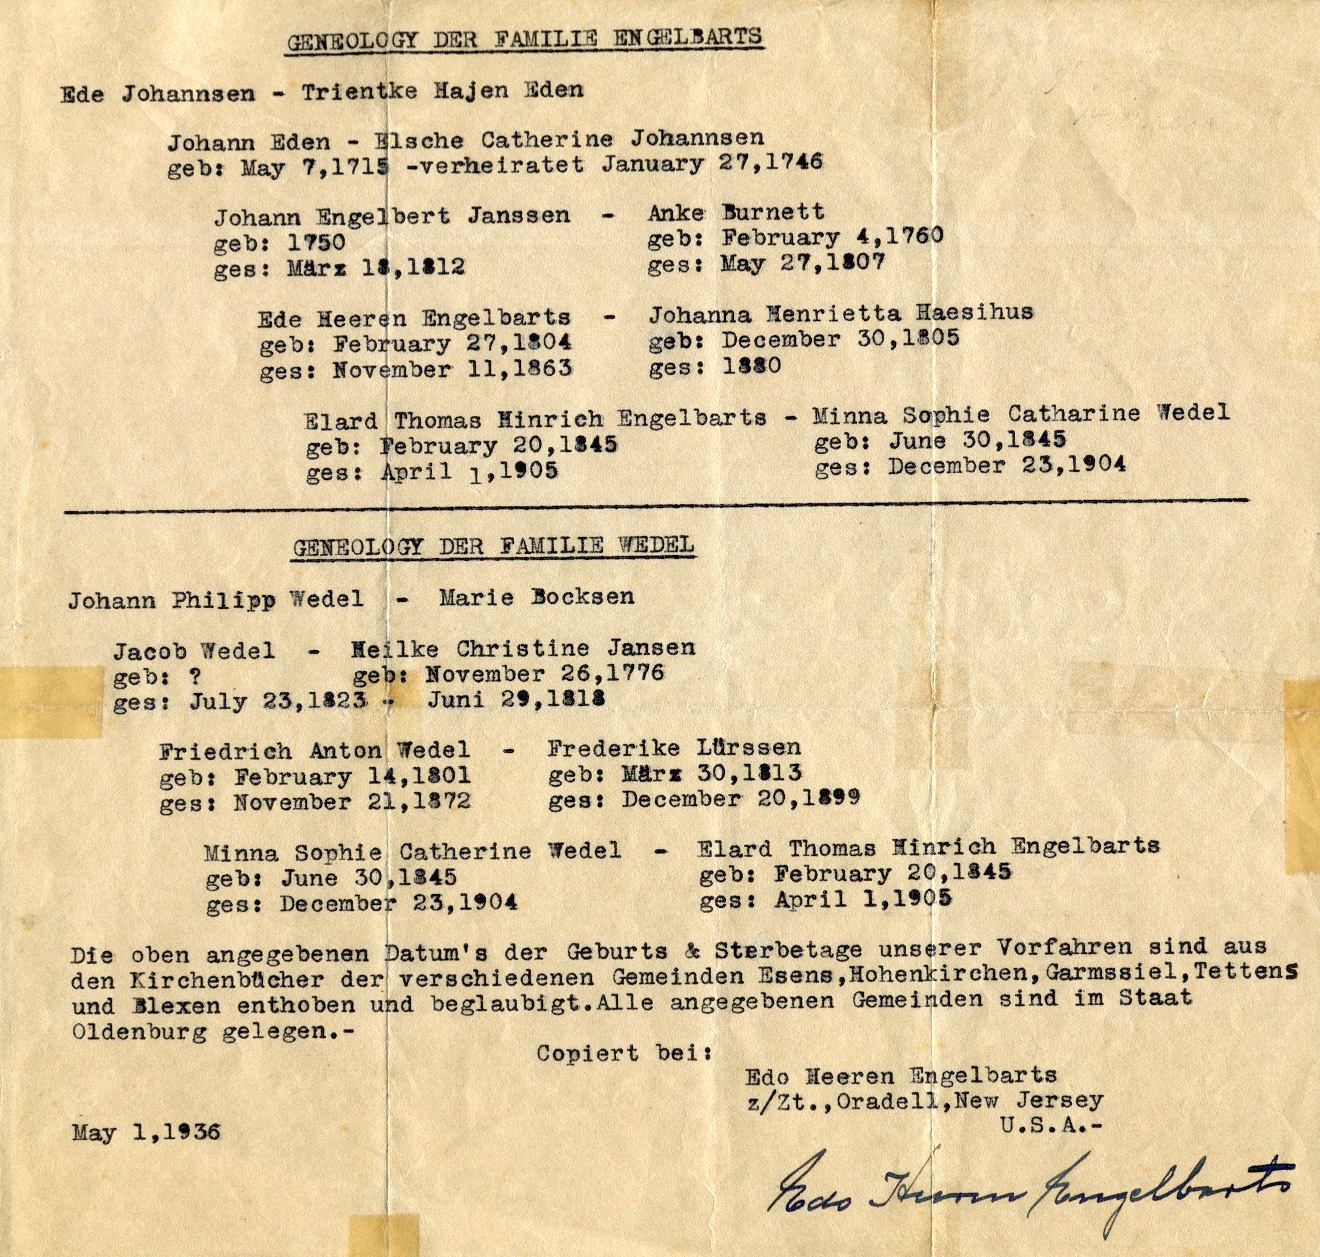 GENEOLOGY DER FAMILIE ENGELBARTS
Ede Johannsen - Trientke Hajen Eden
Johann Eden - Elsche Catherine Johannsen
geb: May 7,1715 -verheiratet January 27,1746
Johann Engelbert Janssen - Anke Burnett
geb: 1750 geb: February 4,1760
ges: März 18,1812 ges: May 27,1807
Ede Heeren Engelbarts - Johanna Henrietta Haesihus
geb: February 27,1804 geb: December 30,1805
ges: November 11,1863 ges: 1880
Elard Thomas Hinrich Engelbarts - Minna Sophie Catharine Wedel
geb: February 20,1845 geb: June 30,1845
ges: April 1,1905 ges: December 23,1904
GENEOLOGY DER FAMILIE WEDEL
Johann Philipp Wedel - Marie Bocksen
Jacob Wedel - Heilke Christine Jansen
geb: ? geb: November 26,1776
ges: July 23,1823 - Juni 29,1818
Friedrich Anton Wedel - Frederike Lürssen
geb: February 14,1801 geb: März 30,1813
ges: November 21,1872 ges: December 20,1899
Minna Sophie Catherine Wedel - Elard Thomas Hinrich Engelbarts
geb: June 30,1845 geb: February 20,1845
ges: December 23,1904 ges: April 1,1905
Die oben angegebenen Datum's der Geburts & Sterbetage unserer Vorfahren sind aus
den Kirchenbücher der verschiedenen Gemeinden Esens,Hohenkirchen,Garmssiel,Tettens
und Blexen enthoben und beglaubigt.Alle angegebenen Gemeinden sind im Staat
Oldenburg gelegen.-
Copiert bei:
Edo Heeren Engelbarts
z/Zt.,Oradell,New Jersey
U.S.A.-
May 1,1936
Edo Heeren Engelbarts